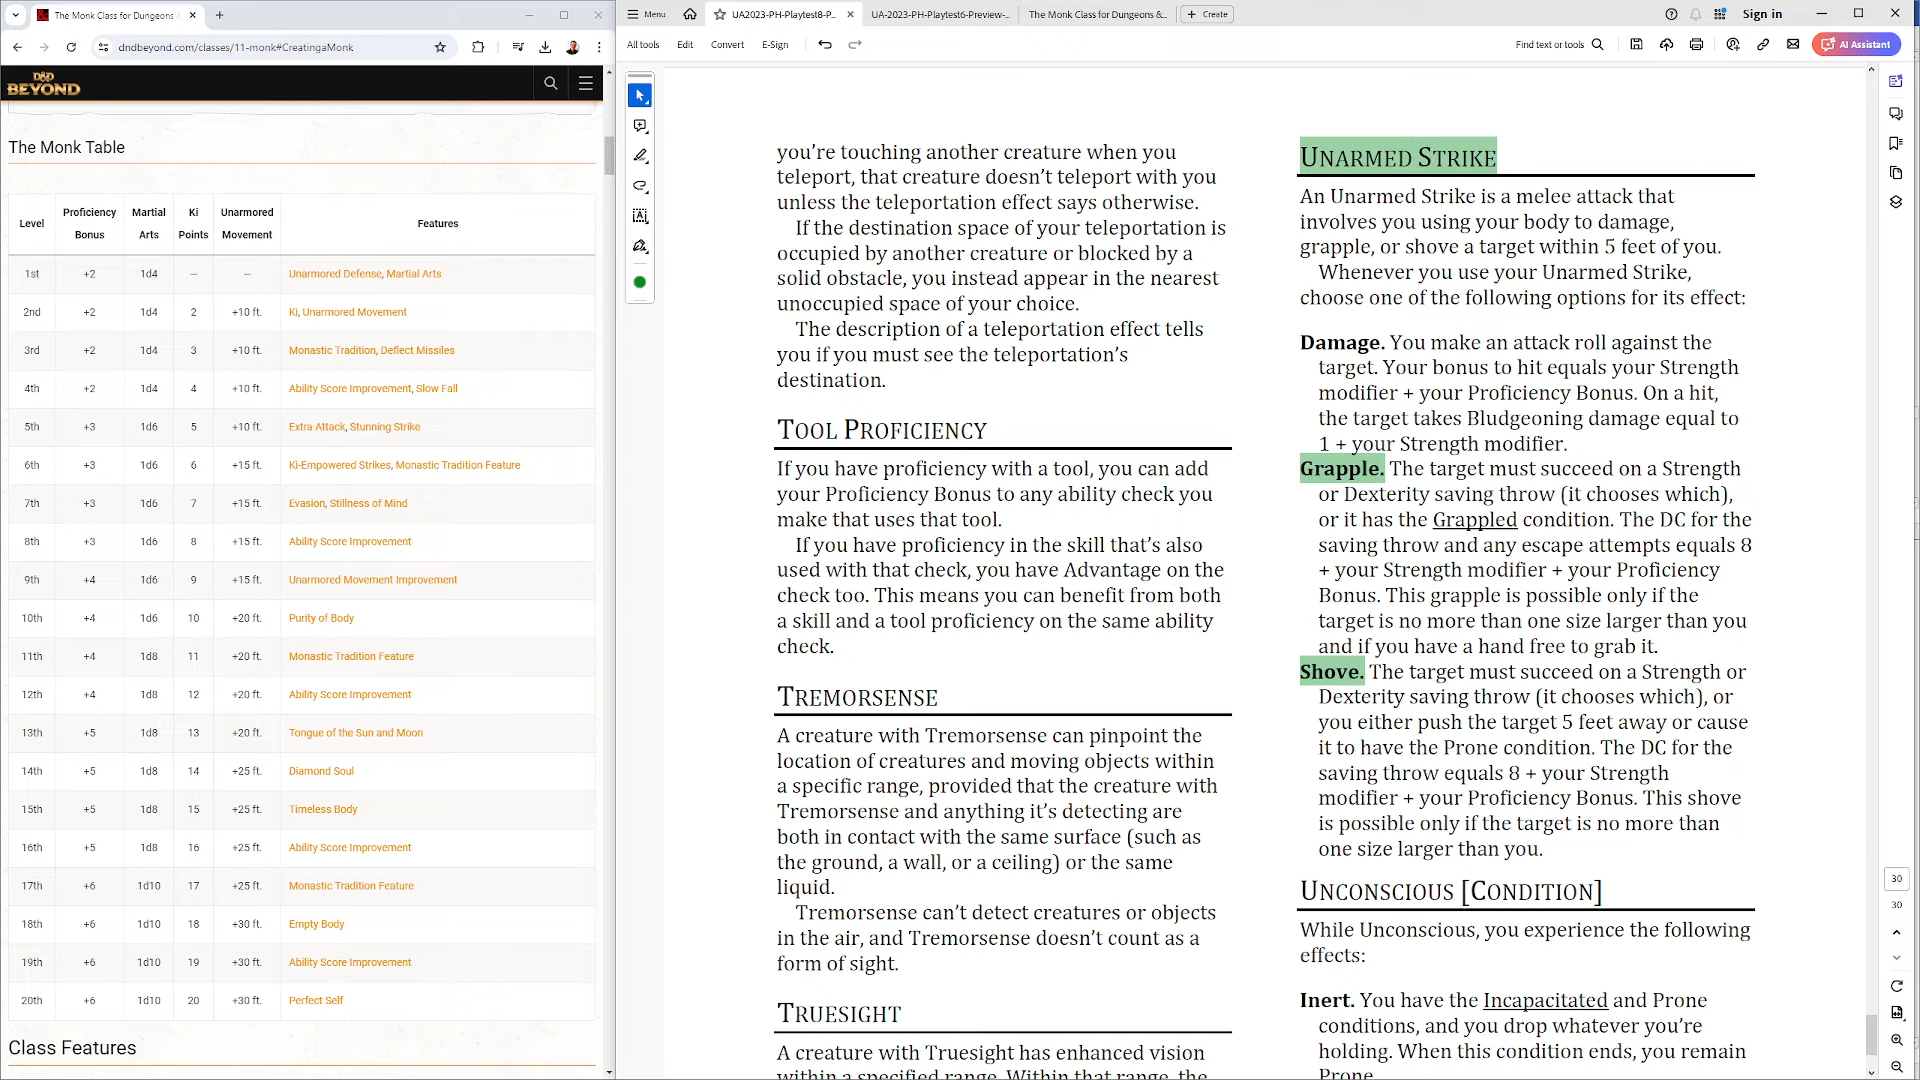 The Monk Class for Dungeons &
dndbeyond.com/classes/11-monk#CreatingaMonk
D&D
BEYOND
The Monk Table
Level Proficiency Bonus Martial Arts Ki Points Unarmored Movement Features
1st +2 1d4 — — Unarmored Defense, Martial Arts
2nd +2 1d4 2 +10 ft. Ki, Unarmored Movement
3rd +2 1d4 3 +10 ft. Monastic Tradition, Deflect Missiles
4th +2 1d4 4 +10 ft. Ability Score Improvement, Slow Fall
5th +3 1d6 5 +10 ft. Extra Attack, Stunning Strike
6th +3 1d6 6 +15 ft. Ki-Empowered Strikes, Monastic Tradition Feature
7th +3 1d6 7 +15 ft. Evasion, Stillness of Mind
8th +3 1d6 8 +15 ft. Ability Score Improvement
9th +4 1d6 9 +15 ft. Unarmored Movement Improvement
10th +4 1d6 10 +20 ft. Purity of Body
11th +4 1d8 11 +20 ft. Monastic Tradition Feature
12th +4 1d8 12 +20 ft. Ability Score Improvement
13th +5 1d8 13 +20 ft. Tongue of the Sun and Moon
14th +5 1d8 14 +25 ft. Diamond Soul
15th +5 1d8 15 +25 ft. Timeless Body
16th +5 1d8 16 +25 ft. Ability Score Improvement
17th +6 1d10 17 +25 ft. Monastic Tradition Feature
18th +6 1d10 18 +30 ft. Empty Body
19th +6 1d10 19 +30 ft. Ability Score Improvement
20th +6 1d10 20 +30 ft. Perfect Self
Class Features
Menu UA2023-PH-Playtest8-P... UA-2023-PH-Playtest6-Preview-... The Monk Class for Dungeons &... Create Sign in
All tools Edit Convert E-Sign Find text or tools AI Assistant
you're touching another creature when you
teleport, that creature doesn't teleport with you
unless the teleportation effect says otherwise.
If the destination space of your teleportation is
occupied by another creature or blocked by a
solid obstacle, you instead appear in the nearest
unoccupied space of your choice.
The description of a teleportation effect tells
you if you must see the teleportation's
destination.
TOOL PROFICIENCY
If you have proficiency with a tool, you can add
your Proficiency Bonus to any ability check you
make that uses that tool.
If you have proficiency in the skill that's also
used with that check, you have Advantage on the
check too. This means you can benefit from both
a skill and a tool proficiency on the same ability
check.
TREMORSENSE
A creature with Tremorsense can pinpoint the
location of creatures and moving objects within
a specific range, provided that the creature with
Tremorsense and anything it's detecting are
both in contact with the same surface (such as
the ground, a wall, or a ceiling) or the same
liquid.
Tremorsense can't detect creatures or objects
in the air, and Tremorsense doesn't count as a
form of sight.
TRUESIGHT
A creature with Truesight has enhanced vision
within a specified range. Within that range, the
UNARMED STRIKE
An Unarmed Strike is a melee attack that
involves you using your body to damage,
grapple, or shove a target within 5 feet of you.
Whenever you use your Unarmed Strike,
choose one of the following options for its effect:
Damage. You make an attack roll against the
target. Your bonus to hit equals your Strength
modifier + your Proficiency Bonus. On a hit,
the target takes Bludgeoning damage equal to
1 + your Strength modifier.
Grapple. The target must succeed on a Strength
or Dexterity saving throw (it chooses which),
or it has the Grappled condition. The DC for the
saving throw and any escape attempts equals 8
+ your Strength modifier + your Proficiency
Bonus. This grapple is possible only if the
target is no more than one size larger than you
and if you have a hand free to grab it.
Shove. The target must succeed on a Strength or
Dexterity saving throw (it chooses which), or
you either push the target 5 feet away or cause
it to have the Prone condition. The DC for the
saving throw equals 8 + your Strength
modifier + your Proficiency Bonus. This shove
is possible only if the target is no more than
one size larger than you.
UNCONSCIOUS [CONDITION]
While Unconscious, you experience the following
effects:
Inert. You have the Incapacitated and Prone
conditions, and you drop whatever you're
holding. When this condition ends, you remain
Prone.
30
30